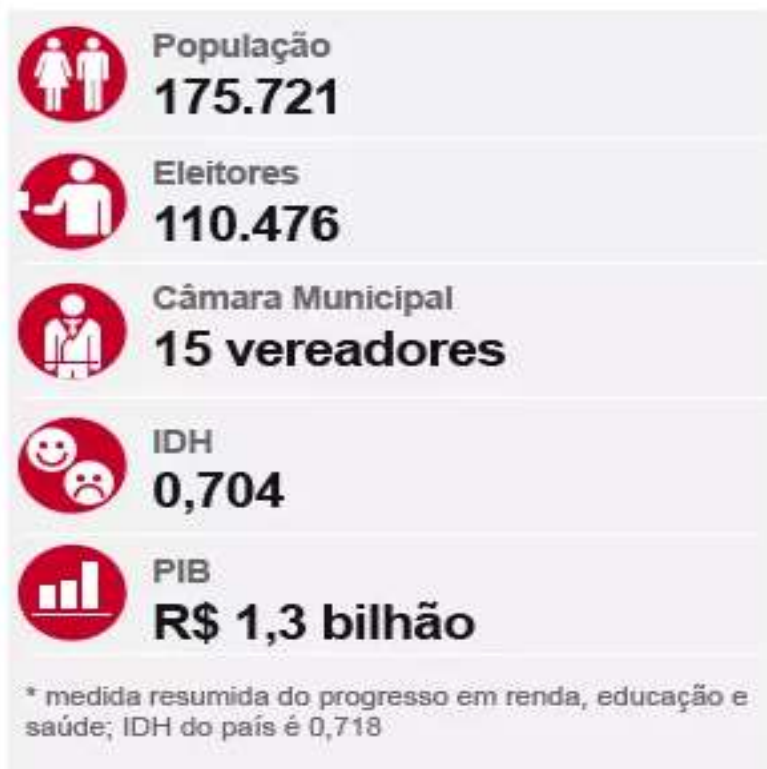 População
175.721
Eleitores
110.476
Câmara Municipal
15 vereadores
IDH
0,704
PIB
R$ 1,3 bilhão
* medida resumida do progresso em renda, educação e
saúde; IDH do país é 0,718